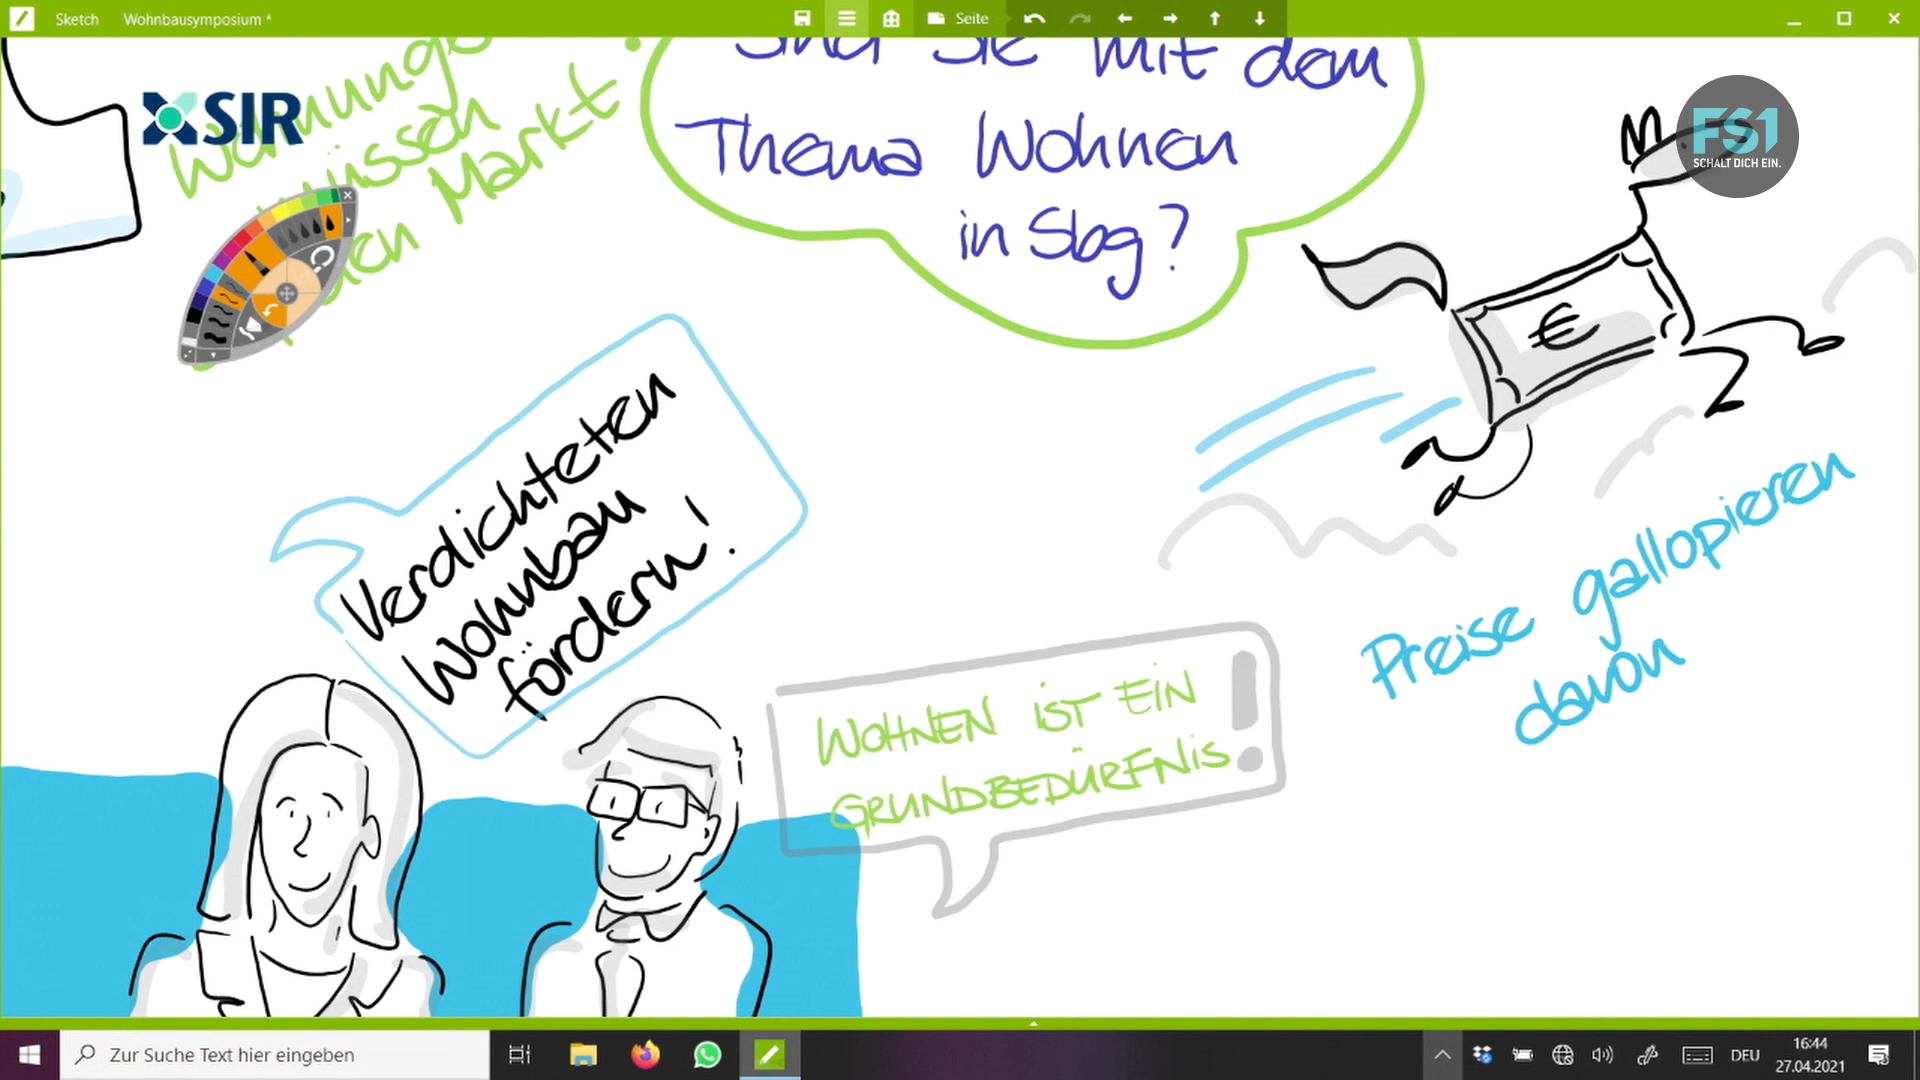 Sketch Wohnbausymposium *
Seite
SIR
müssen
den Markt
Sind Sie mit dem
Thema Wohnen
in Sbg?
FS1
SCHALT DICH EIN.
€
Verdichteten
Wohnbau
fördern!
Preise gallopieren
davon
WOHNEN IST EIN
GRUNDBEDÜRFNIS!
Zur Suche Text hier eingeben
DEU
16:44
27.04.2021